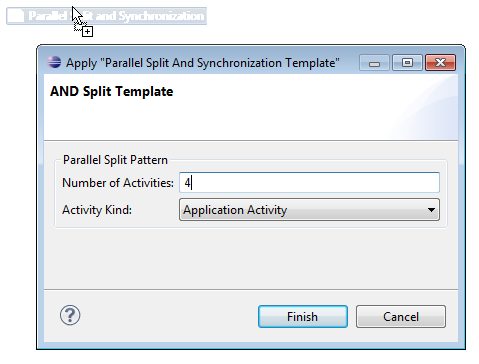 Parallel Split and Synchronization
Apply "Parallel Split And Synchronization Template"
AND Split Template
Parallel Split Pattern
Number of Activities: 4
Activity Kind: Application Activity
Finish Cancel